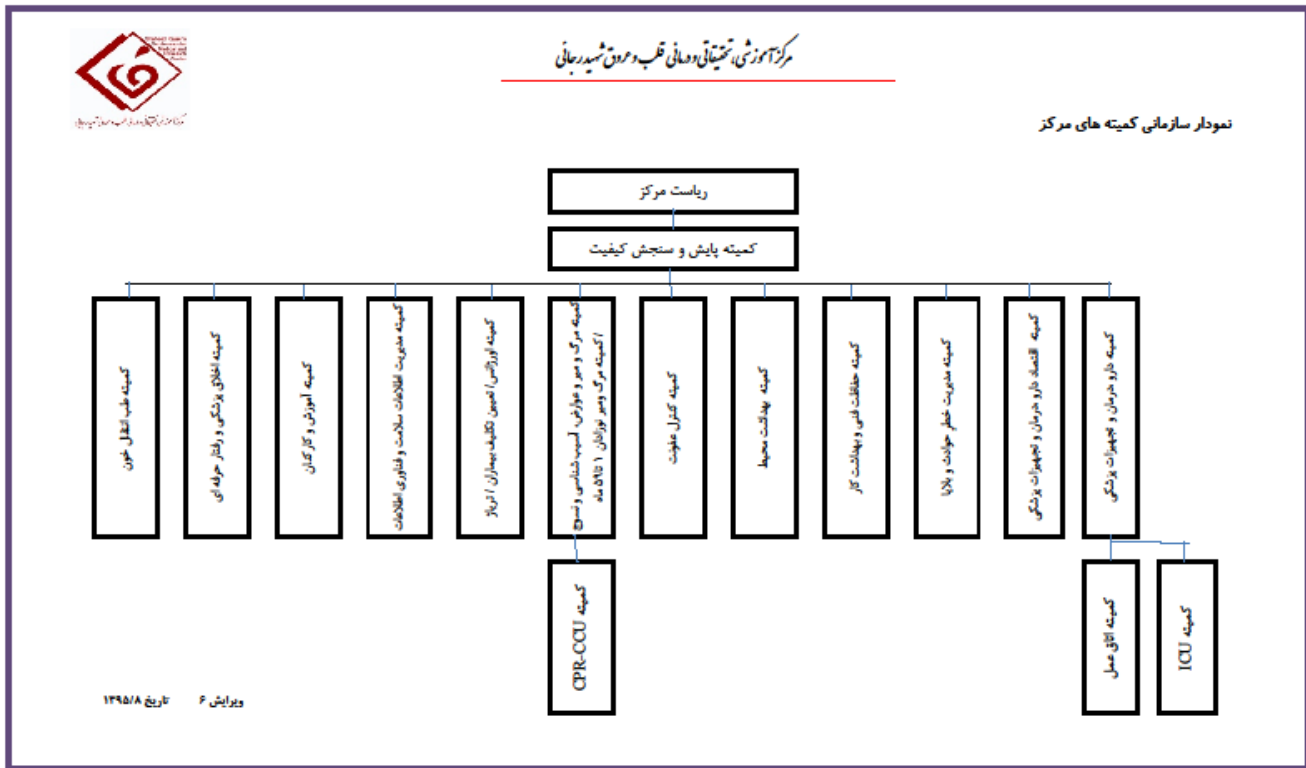 مرکز آموزشی، تحقیقاتی و درمانی قلب و عروق شهید رجائی
نمودار سازمانی کمیته های مرکز
ریاست مرکز
کمیته پایش و سنجش کیفیت
کمیته دارو درمان و تجهیزات پزشکی
کمیته اقتصاد دارو درمان و تجهیزات پزشکی
کمیته مدیریت خطر حوادث و بلایا
کمیته حفاظت فنی و بهداشت کار
کمیته بهداشت محیط
کمیته کنترل عفونت
کمیته مرگ و میر و عوارض، آسیب شناسی و نسوج
/ کمیته مرگ ومیر نوزادان ۱ تا ۵۹ ماه
کمیته اورژانس/ تعیین تکلیف بیماران / تریاژ
کمیته مدیریت اطلاعات سلامت و فناوری اطلاعات
کمیته آموزش و کارکنان
کمیته اخلاق پزشکی و رفتار حرفه ای
کمیته طب انتقال خون
کمیته ICU
کمیته اتاق عمل
کمیته CPR-CCU
ویرایش ۶ تاریخ ۱۳۹۵/۸